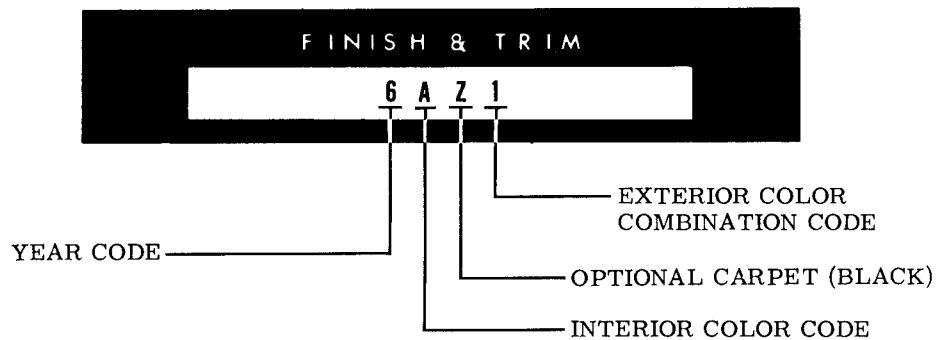 FINISH & TRIM
6 A Z 1
EXTERIOR COLOR
COMBINATION CODE
YEAR CODE
OPTIONAL CARPET (BLACK)
INTERIOR COLOR CODE